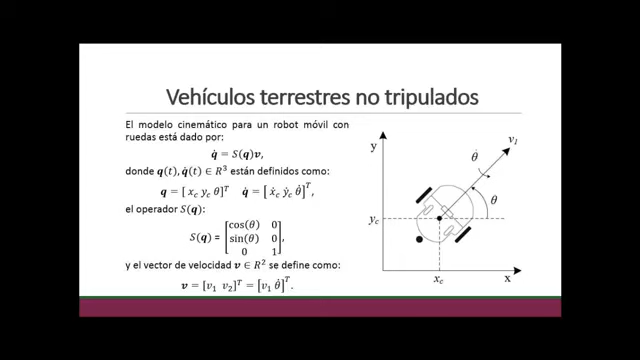 Vehículos terrestres no tripulados
El modelo cinemático para un robot móvil con
ruedas está dado por:
q̇ = S(q)v,
donde q(t), q̇(t) ∈ R³ están definidos como:
q = [ x_c y_c θ]ᵀ q̇ = [ẋ_c ẏ_c θ̇]ᵀ,
el operador S(q):
S(q) = [cos(θ) 0
sin(θ) 0
0 1],
y el vector de velocidad v ∈ R² se define como:
v = [v₁ v₂]ᵀ = [v₁ θ̇]ᵀ.
y
v₁
θ̇
θ
y_c
x_c
x